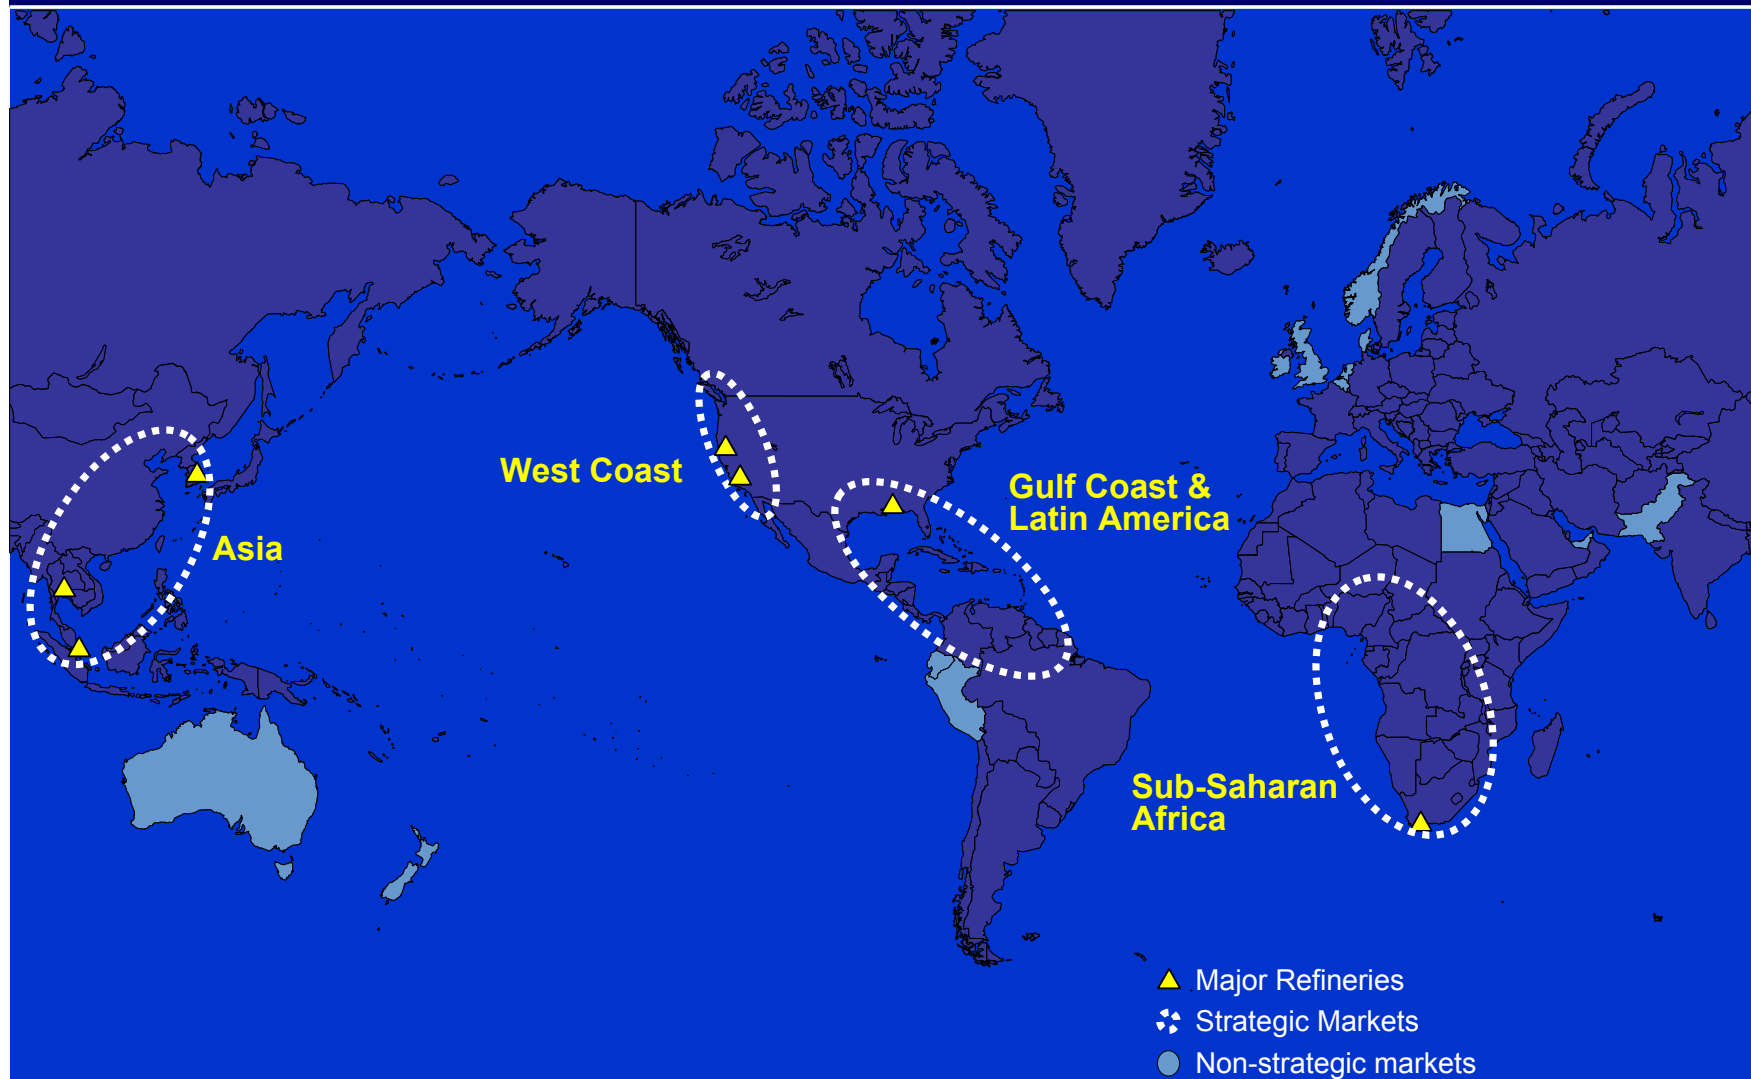 West Coast
Gulf Coast &
Latin America
Asia
Sub-Saharan
Africa
Major Refineries
Strategic Markets
Non-strategic markets